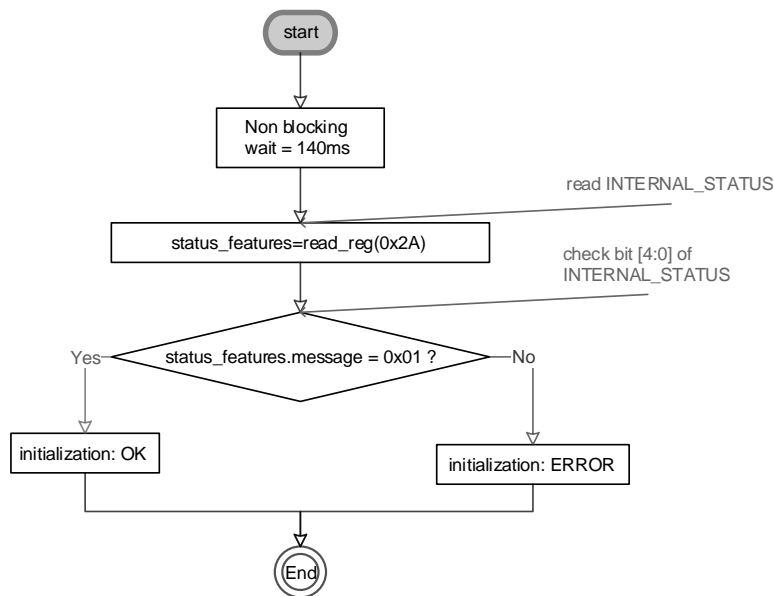 start
Non blocking
wait = 140ms
read INTERNAL_STATUS
status_features=read_reg(0x2A)
check bit [4:0] of
INTERNAL_STATUS
Yes
status_features.message = 0x01 ?
No
initialization: OK
initialization: ERROR
End